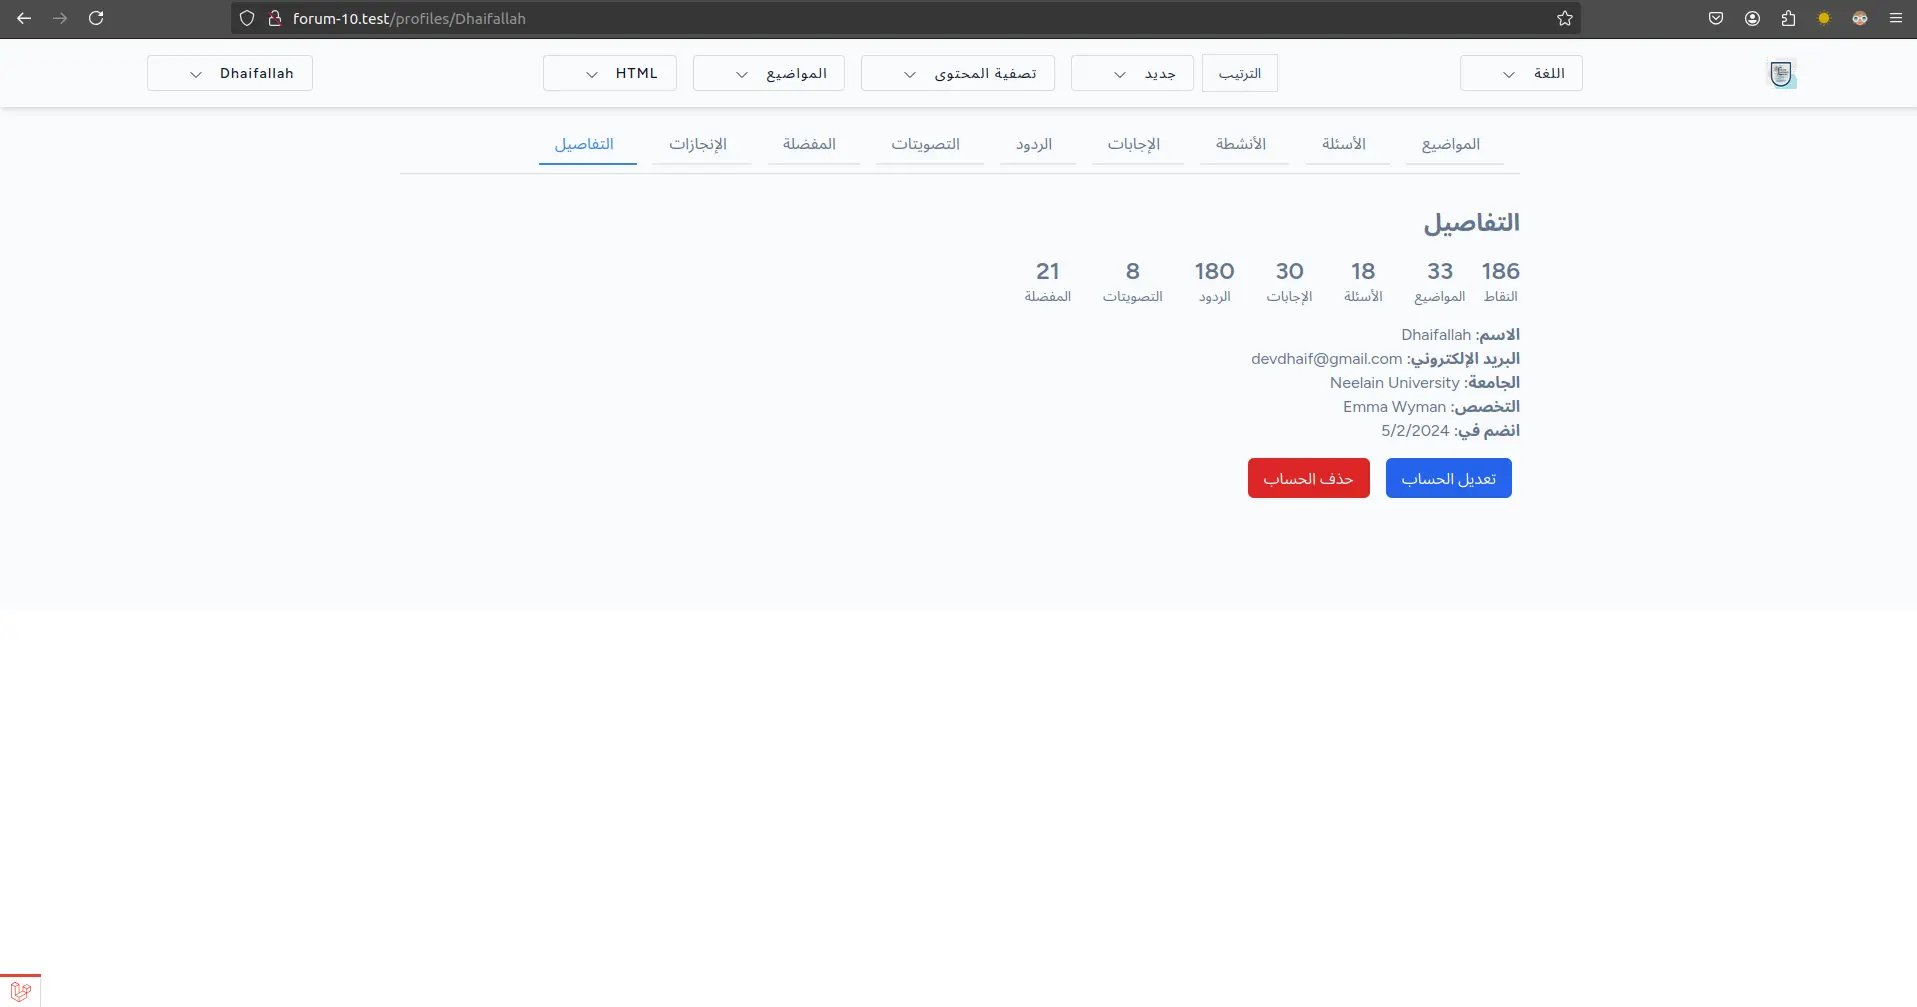 forum-10.test/profiles/Dhaifallah
اللغة
الترتيب
جديد
تصفية المحتوى
المواضيع
HTML
Dhaifallah
المواضيع الأسئلة الأنشطة الإجابات الردود التصويتات المفضلة الإنجازات التفاصيل
التفاصيل
186 33 18 30 180 8 21
النقاط المواضيع الأسئلة الإجابات الردود التصويتات المفضلة
الاسم: Dhaifallah
البريد الإلكتروني: devdhaif@gmail.com
الجامعة: Neelain University
التخصص: Emma Wyman
انضم في: 5/2/2024
تعديل الحساب حذف الحساب